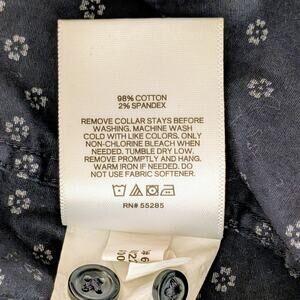 98% COTTON
2% SPANDEX
REMOVE COLLAR STAYS BEFORE
WASHING. MACHINE WASH
COLD WITH LIKE COLORS. ONLY
NON-CHLORINE BLEACH WHEN
NEEDED. TUMBLE DRY LOW.
REMOVE PROMPTLY AND HANG.
WARM IRON IF NEEDED. DO
NOT USE FABRIC SOFTENER.
RN# 55285